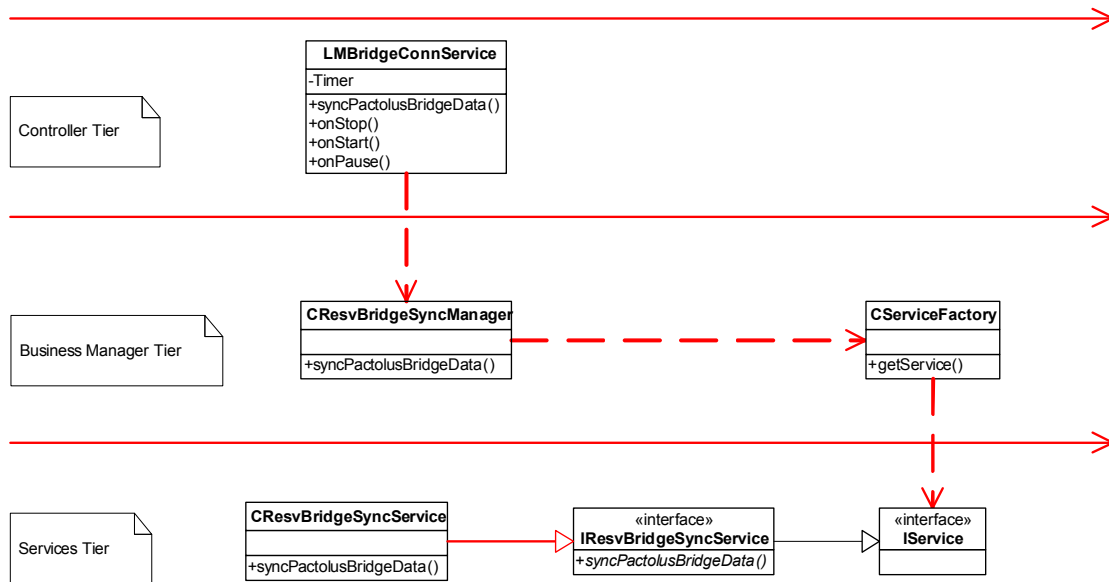 LMBridgeConnService
-Timer
+syncPactolusBridgeData()
+onStop()
+onStart()
+onPause()
Controller Tier
CResvBridgeSyncManager
+syncPactolusBridgeData()
CServiceFactory
+getService()
Business Manager Tier
CResvBridgeSyncService
+syncPactolusBridgeData()
«interface»
IResvBridgeSyncService
+syncPactolusBridgeData()
«interface»
IService
Services Tier